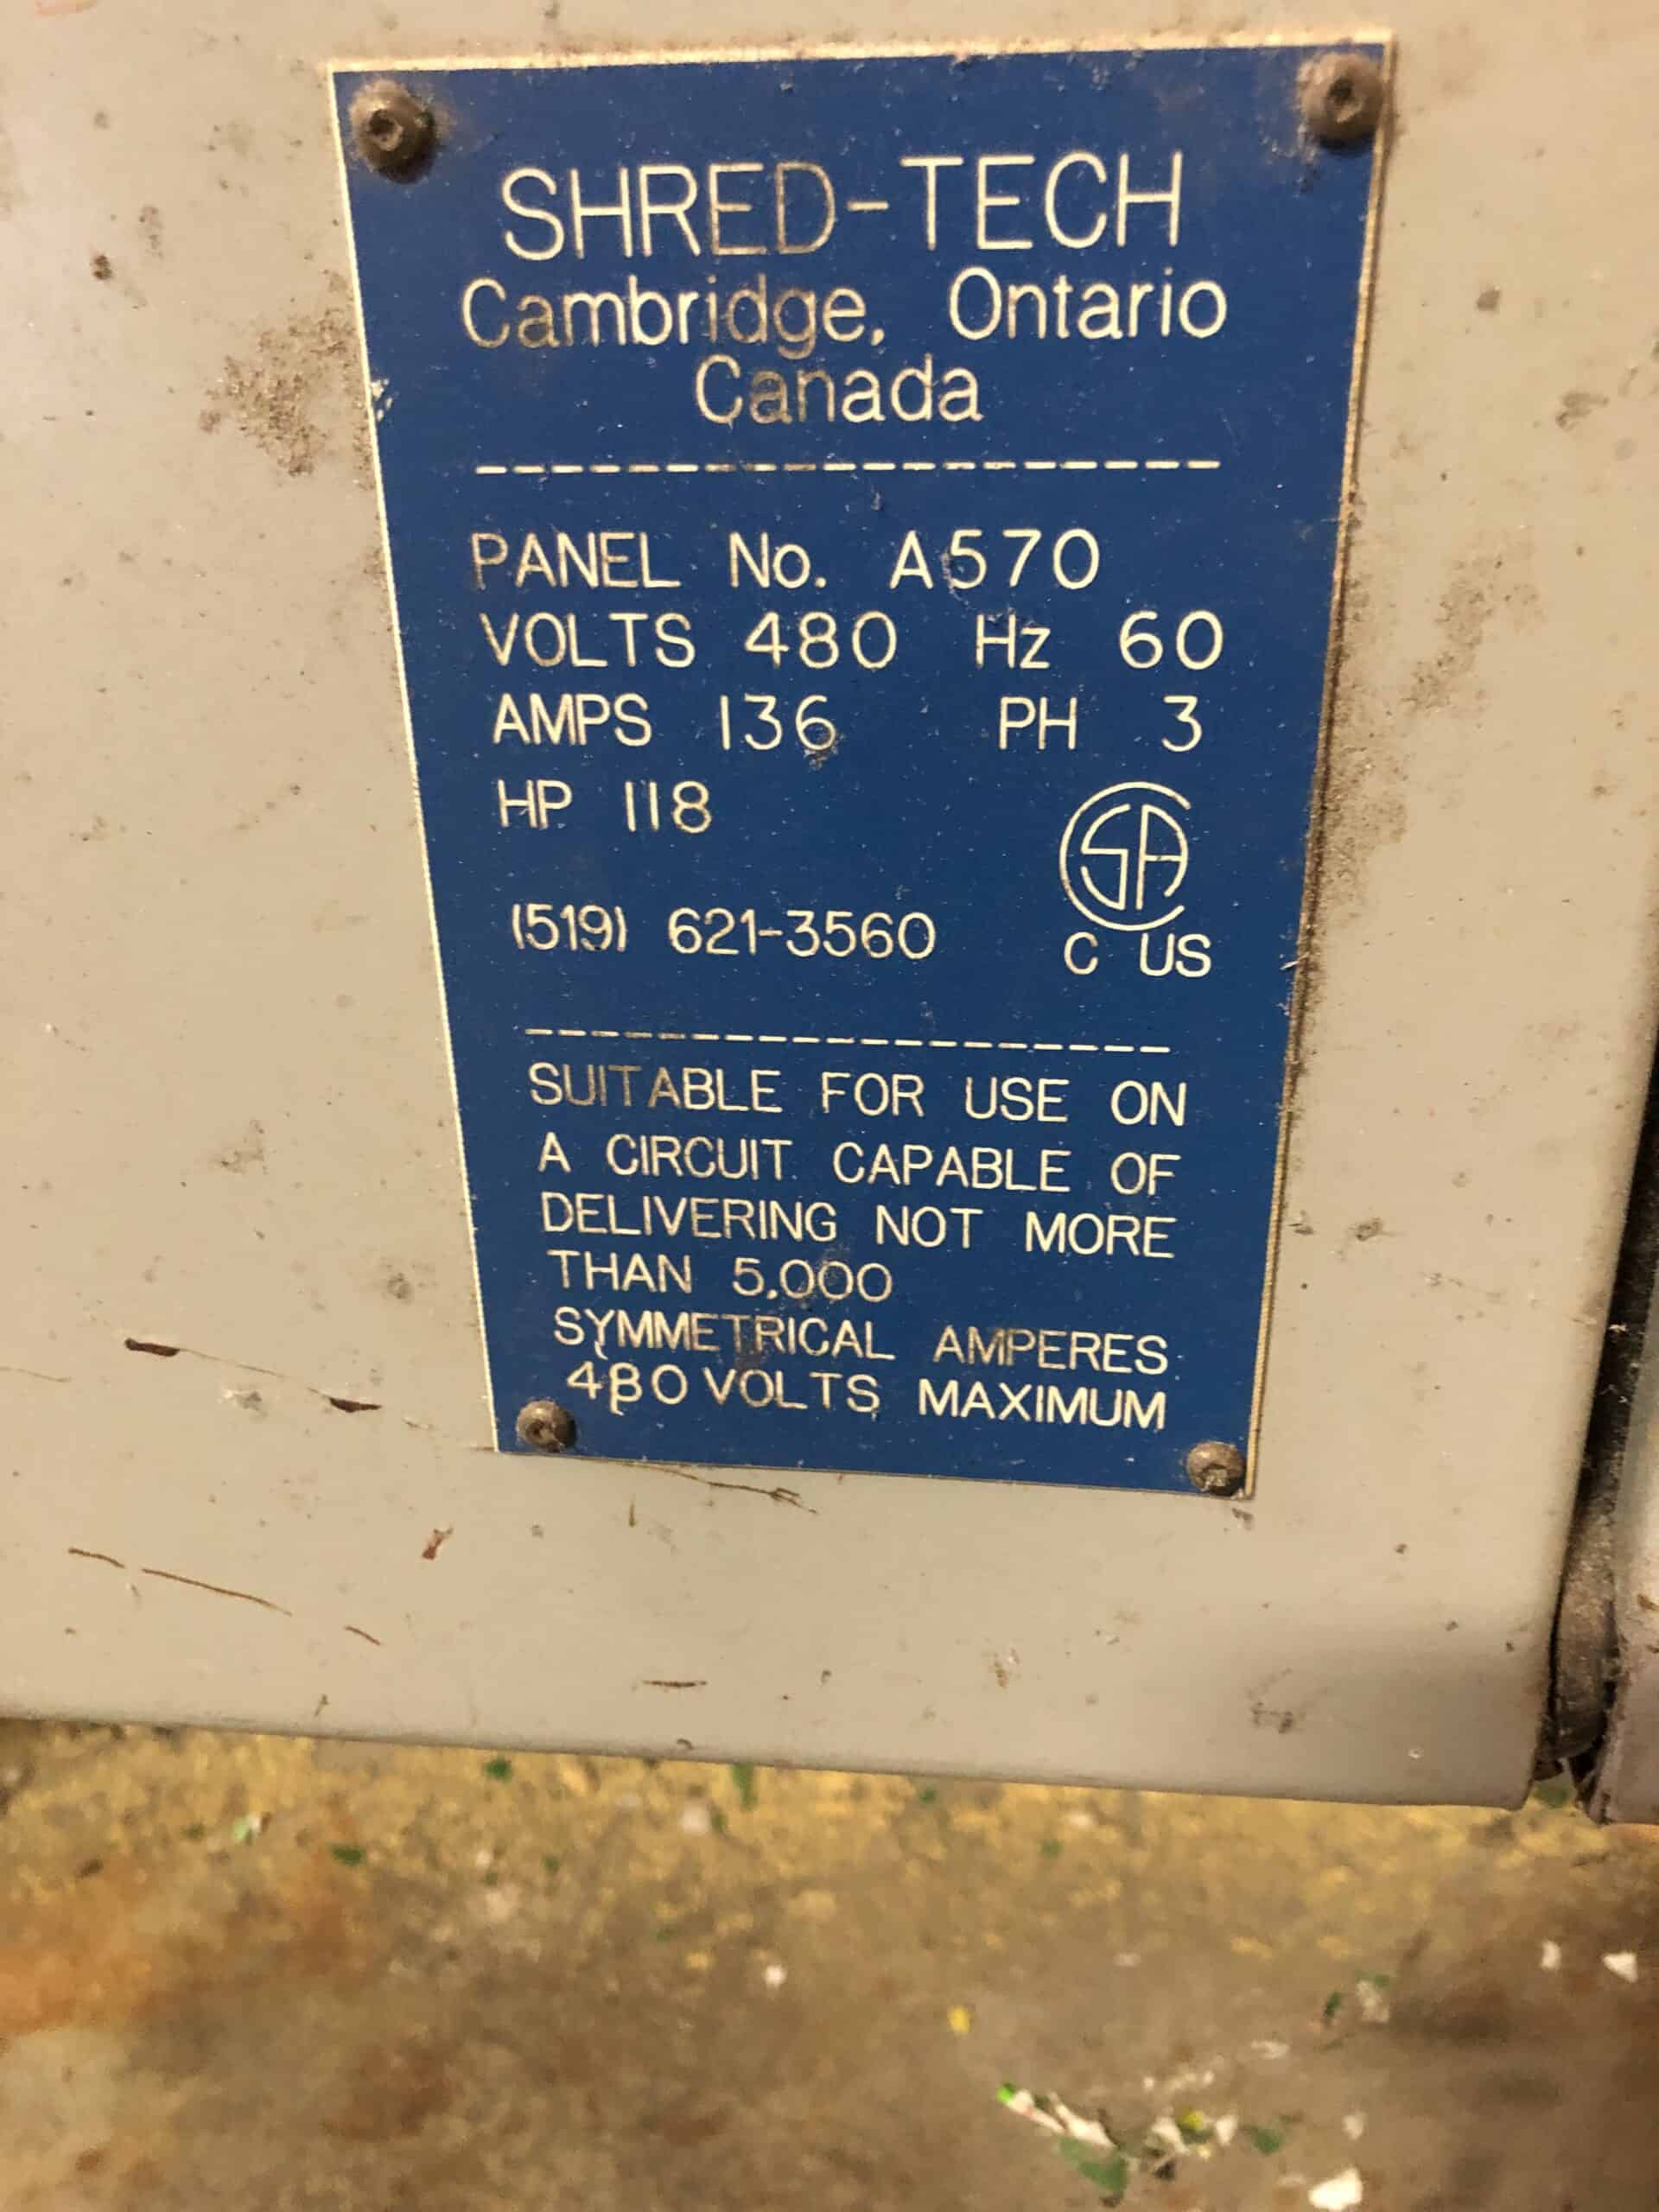 SHRED-TECH
Cambridge, Ontario
Canada
--------------------
PANEL No. A570
VOLTS 480 Hz 60
AMPS 136 PH 3
HP 118
CSA
(519) 621-3560 C US
--------------------
SUITABLE FOR USE ON
A CIRCUIT CAPABLE OF
DELIVERING NOT MORE
THAN 5,000
SYMMETRICAL AMPERES
480 VOLTS MAXIMUM